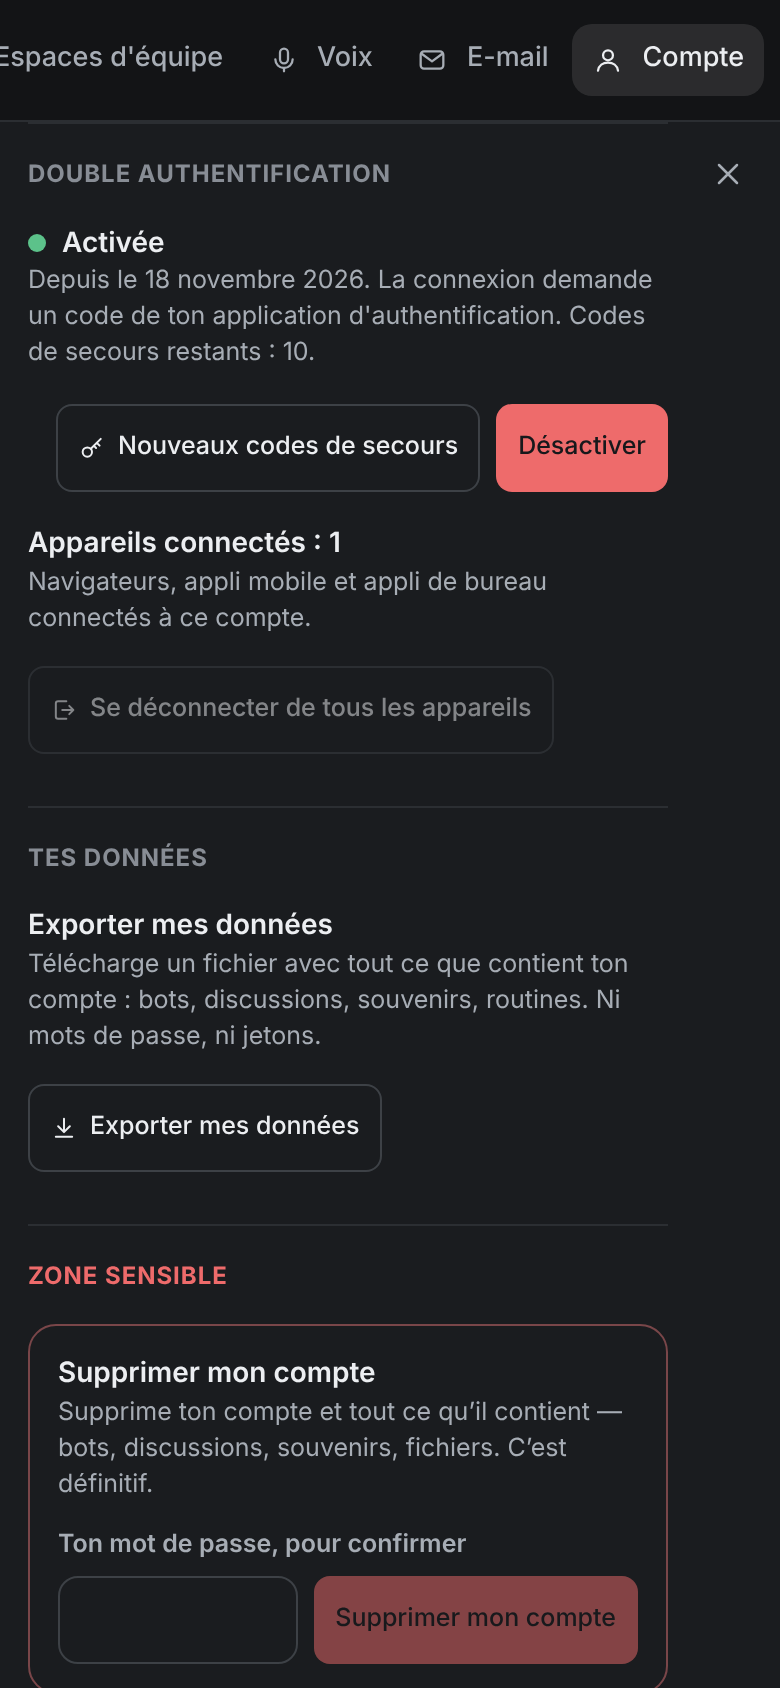 Espaces d'équipe
Voix
E-mail
Compte
DOUBLE AUTHENTIFICATION
Activée
Depuis le 18 novembre 2026. La connexion demande
un code de ton application d'authentification. Codes
de secours restants : 10.
Nouveaux codes de secours
Désactiver
Appareils connectés : 1
Navigateurs, appli mobile et appli de bureau
connectés à ce compte.
Se déconnecter de tous les appareils
TES DONNÉES
Exporter mes données
Télécharge un fichier avec tout ce que contient ton
compte : bots, discussions, souvenirs, routines. Ni
mots de passe, ni jetons.
Exporter mes données
ZONE SENSIBLE
Supprimer mon compte
Supprime ton compte et tout ce qu’il contient —
bots, discussions, souvenirs, fichiers. C’est
définitif.
Ton mot de passe, pour confirmer
Supprimer mon compte